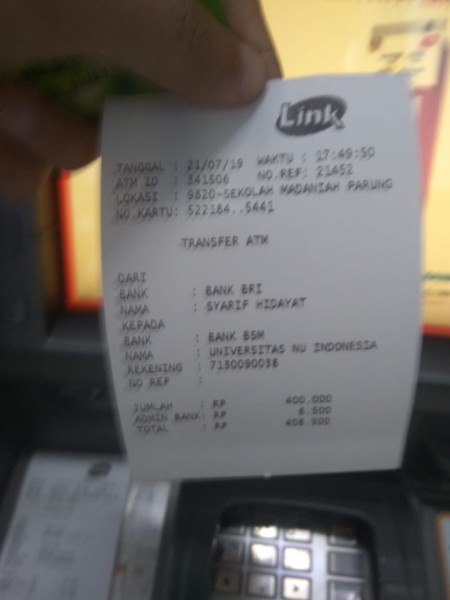 Link
TANGGAL : 21/07/19 WAKTU : 17:49:50
ATM ID : 341506 NO.REF: 21452
LOKASI : 9820-SEKOLAH MADANIAH PARUNG
NO.KARTU: 522184..5441
TRANSFER ATM
DARI
BANK : BANK BRI
NAMA : SYARIF HIDAYAT
KEPADA
BANK : BANK BSM
NAMA : UNIVERSITAS NU INDONESIA
REKENING : 7130090038
NO REF :
JUMLAH : RP 400.000
ADMIN BANK: RP 6.500
TOTAL : RP 406.500